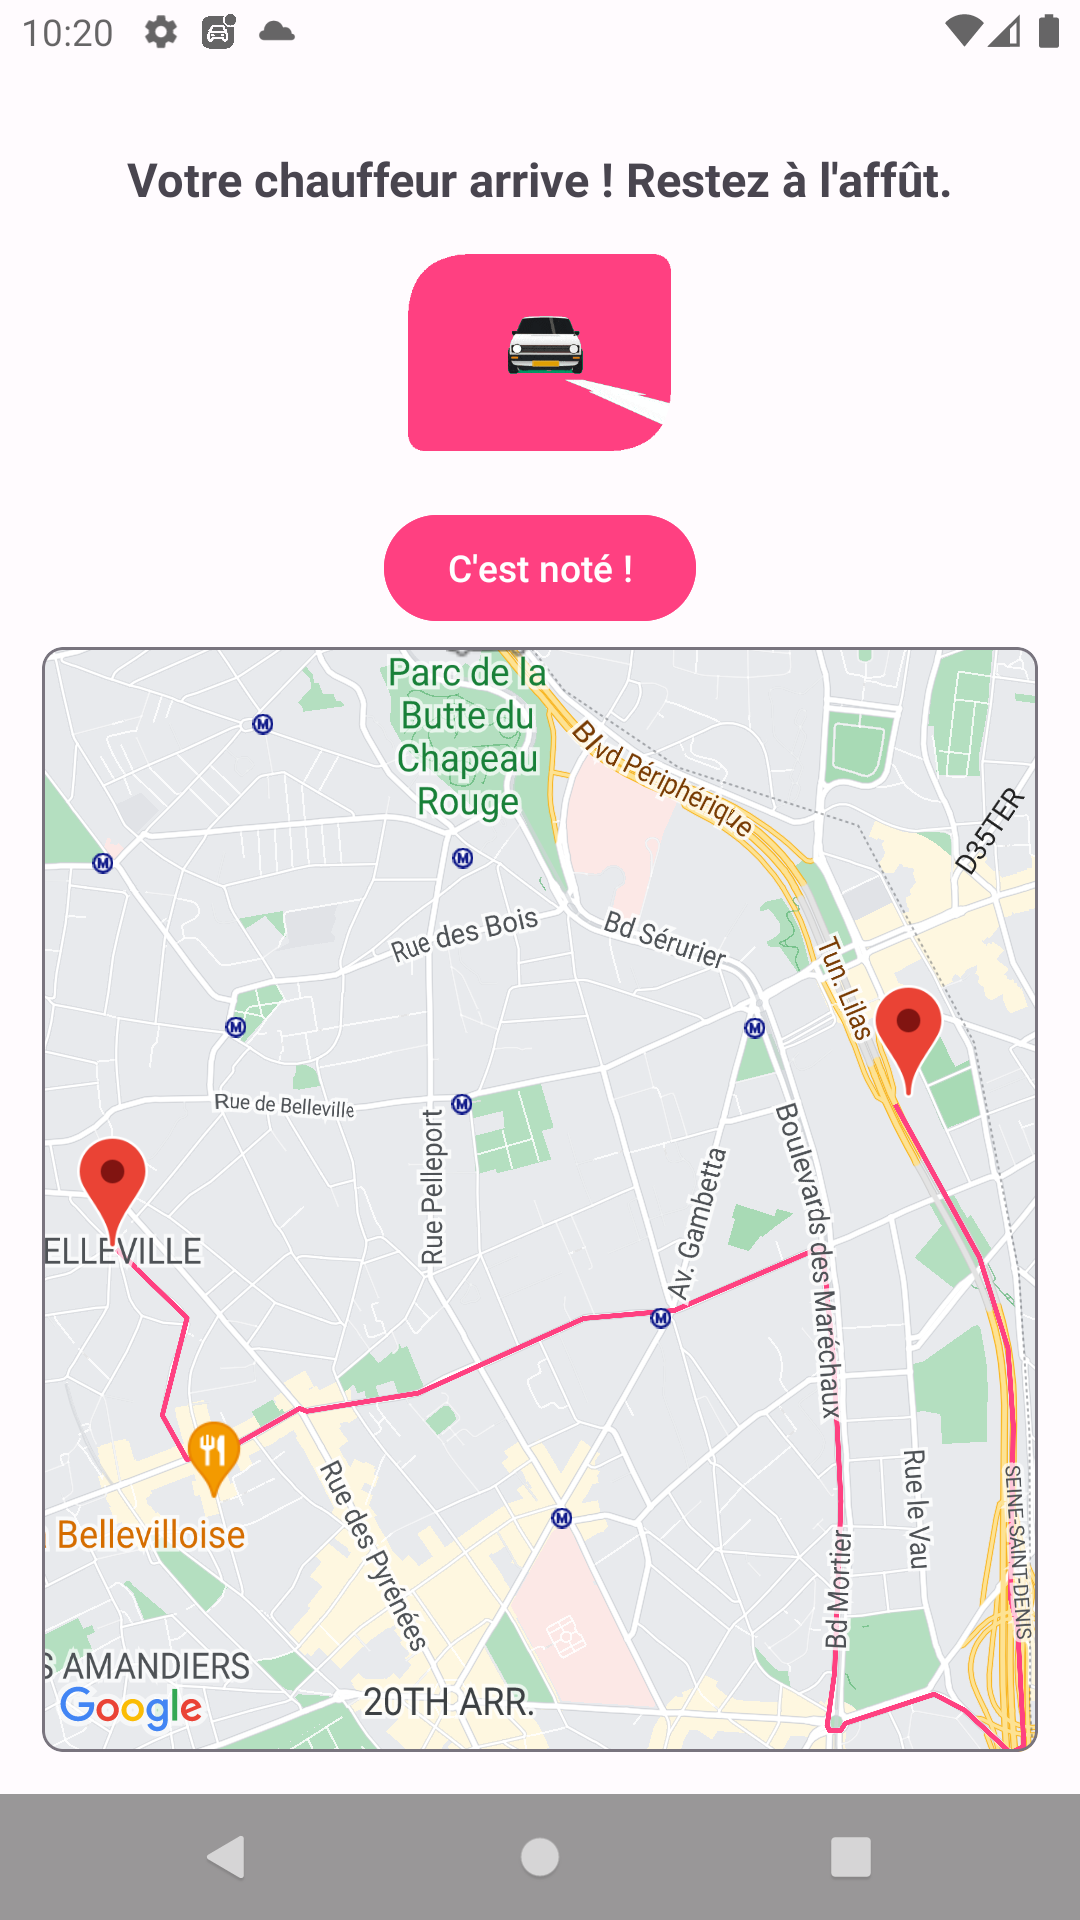 10:20
Votre chauffeur arrive ! Restez à l'affût.
C'est noté !
Parc de la
Butte du
Chapeau
Rouge
Blvd Périphérique
D35TER
Rue des Bois
Bd Sérurier
Tun. Lilas
Rue de Belleville
Rue Pelleport
Av. Gambetta
Boulevards des Maréchaux
ELLEVILLE
Rue des Pyrénées
Rue le Vau
SEINE-SAINT-DENIS
Bellevilloise
Bd Mortier
S AMANDIERS
Google
20TH ARR.